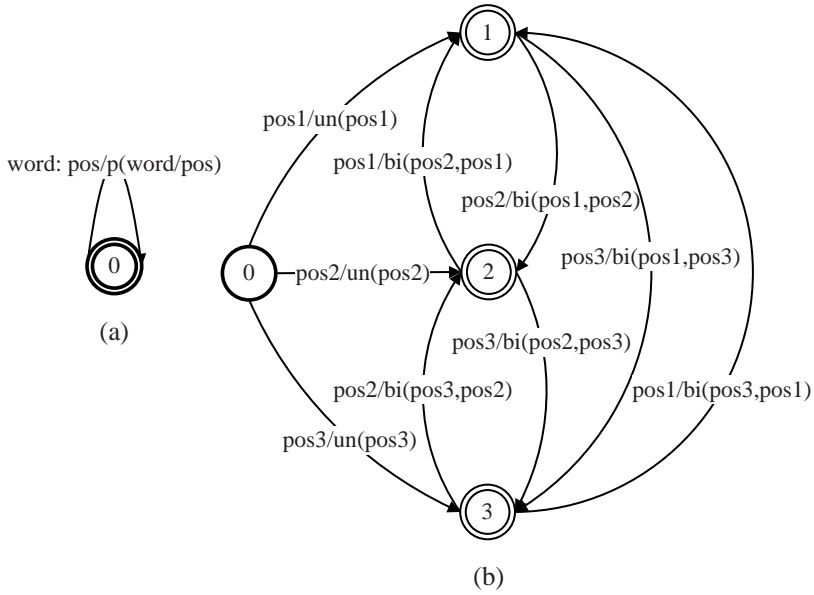 word: pos/p(word/pos)
0
(a)
1
pos1/un(pos1)
pos1/bi(pos2,pos1)
pos2/bi(pos1,pos2)
pos3/bi(pos1,pos3)
0
pos2/un(pos2)
2
pos3/bi(pos2,pos3)
pos2/bi(pos3,pos2)
pos1/bi(pos3,pos1)
pos3/un(pos3)
3
(b)